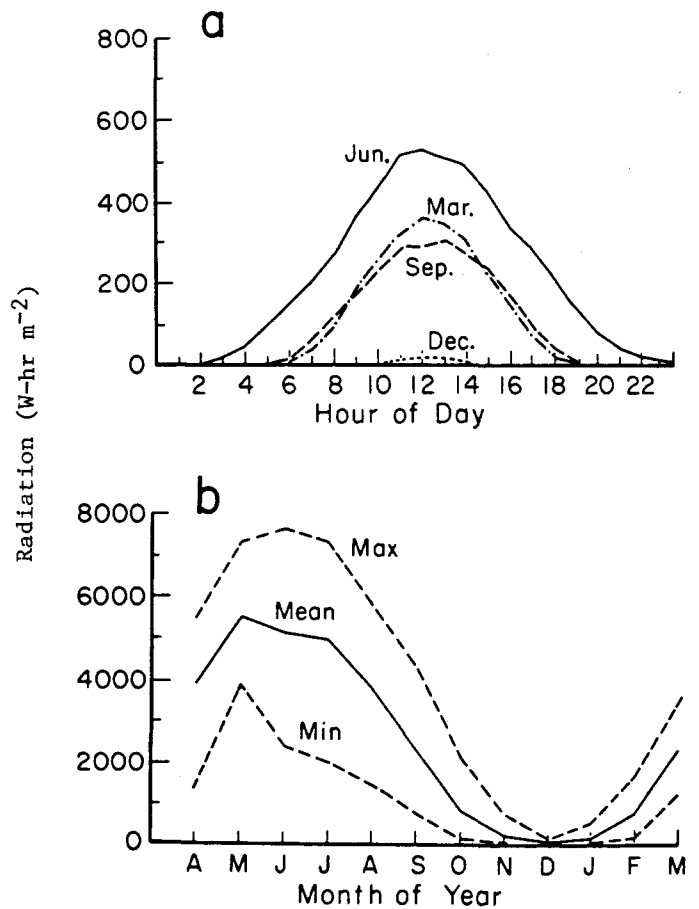 a
800
600
400
200
0
Jun.
Mar.
Sep.
Dec.
2 4 6 8 10 12 14 16 18 20 22
Hour of Day
Radiation (W-hr m⁻²)
b
8000
6000
4000
2000
0
Max
Mean
Min
A M J J A S O N D J F M
Month of Year